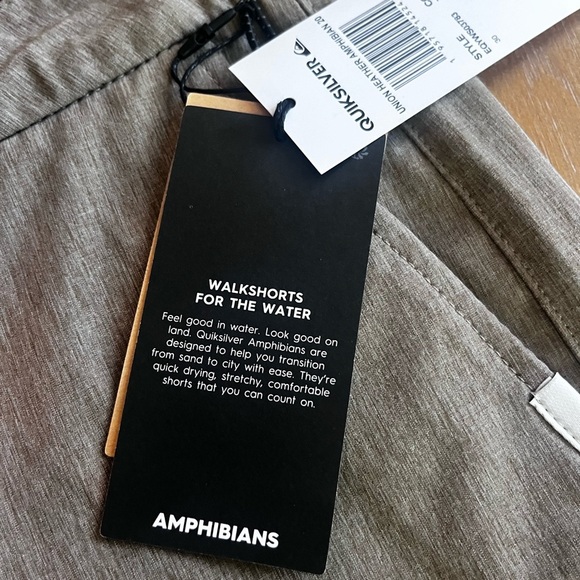 QUIKSILVER
UNION HEATHER AMPHIBIAN 20
STYLE
EQYWS03783
30
WALKSHORTS
FOR THE WATER
Feel good in water. Look good on
land. Quiksilver Amphibians are
designed to help you transition
from sand to city with ease. They're
quick drying, stretchy, comfortable
shorts that you can count on.
AMPHIBIANS